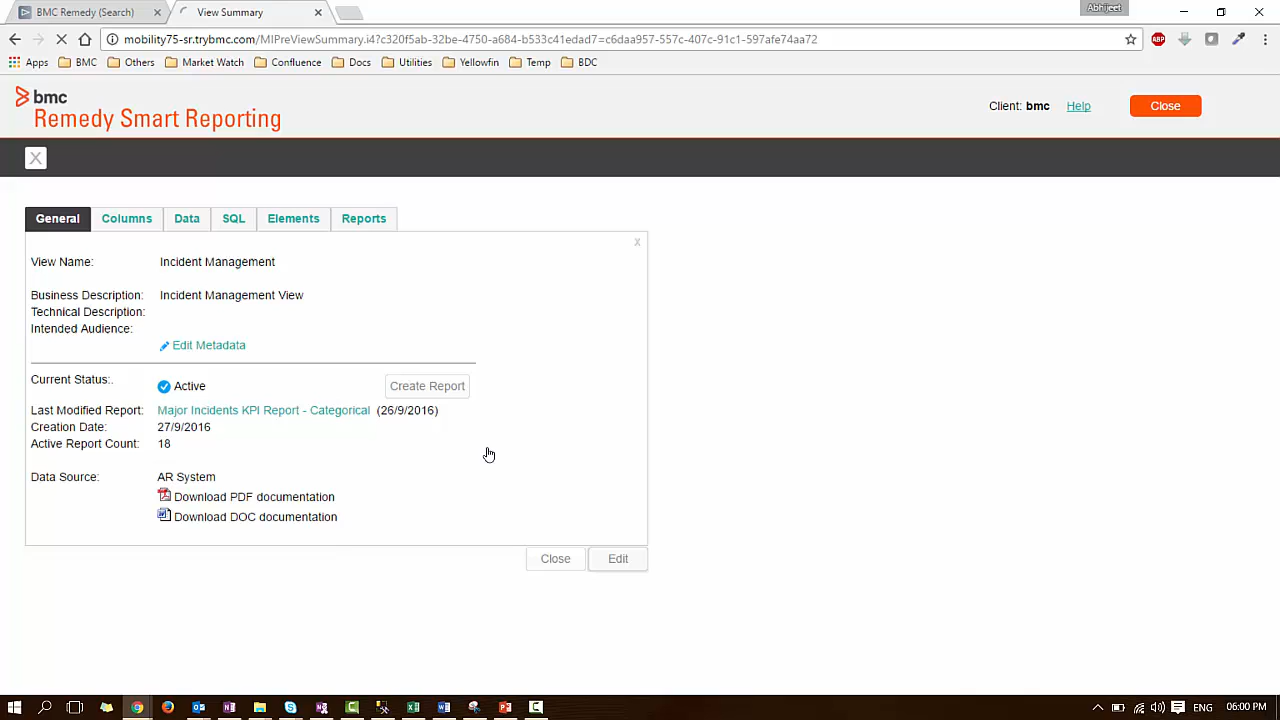 BMC Remedy (Search)
View Summary
Abhijeet
mobility75-sr.trybmc.com/MIPreViewSummary.i4?c320f5ab-32be-4750-a684-b533c41edad7=c6daa957-557c-407c-91c1-597afe74aa72
ABP
Apps BMC Others Market Watch Confluence Docs Utilities Yellowfin Temp BDC
bmc
Remedy Smart Reporting
Client: bmc Help Close
X
General Columns Data SQL Elements Reports
x
View Name: Incident Management
Business Description: Incident Management View
Technical Description:
Intended Audience:
Edit Metadata
Current Status:. Active Create Report
Last Modified Report: Major Incidents KPI Report - Categorical (26/9/2016)
Creation Date: 27/9/2016
Active Report Count: 18
Data Source: AR System
Download PDF documentation
Download DOC documentation
Close Edit
ENG 06:00 PM